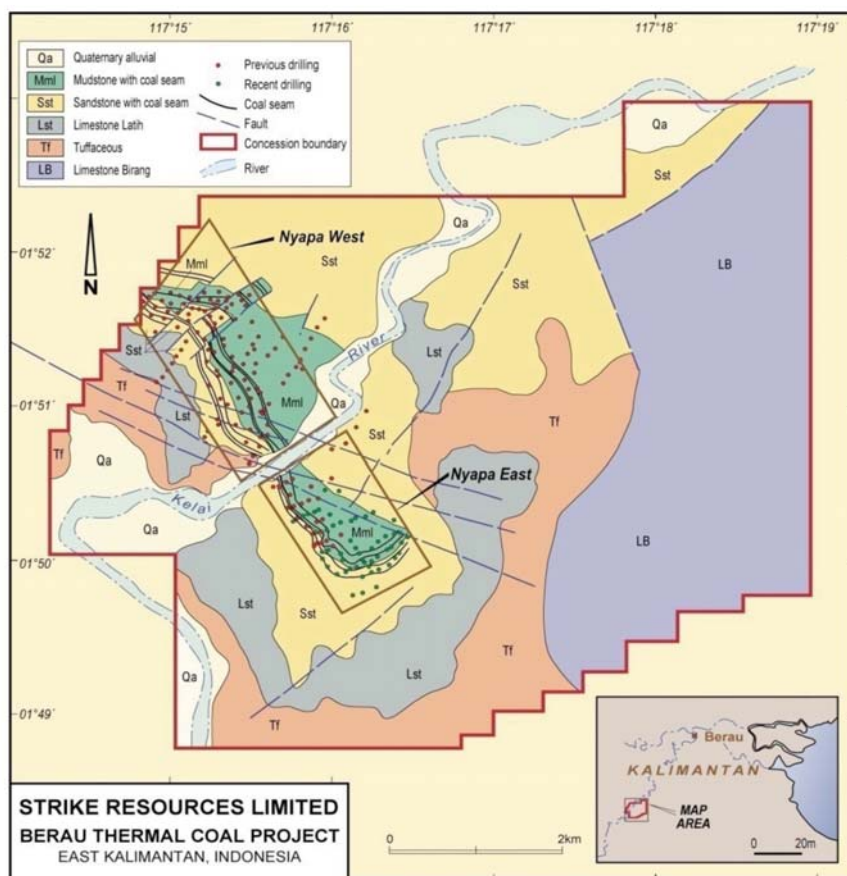 117°15´ 117°16´ 117°17´ 117°18´ 117°19´
Qa Quaternary alluvial
Mml Mudstone with coal seam
Sst Sandstone with coal seam
Lst Limestone Latih
Tf Tuffaceous
LB Limestone Birang
Previous drilling
Recent drilling
Coal seam
Fault
Concession boundary
River
Qa
Sst
Qa
Nyapa West
01°52´
Mml
Sst
Sst
LB
N
River
Sst
Lst
01°51´
Tf
Lst
Mml
Qa
Sst
Tf
Tf
Qa
Nyapa East
Kelai
Qa
Mml
01°50´
LB
Lst
Sst
Lst
Qa
Lst
Tf
01°49´
Tf
Berau
KALIMANTAN
MAP
AREA
0 20m
STRIKE RESOURCES LIMITED
BERAU THERMAL COAL PROJECT
EAST KALIMANTAN, INDONESIA
0 2km